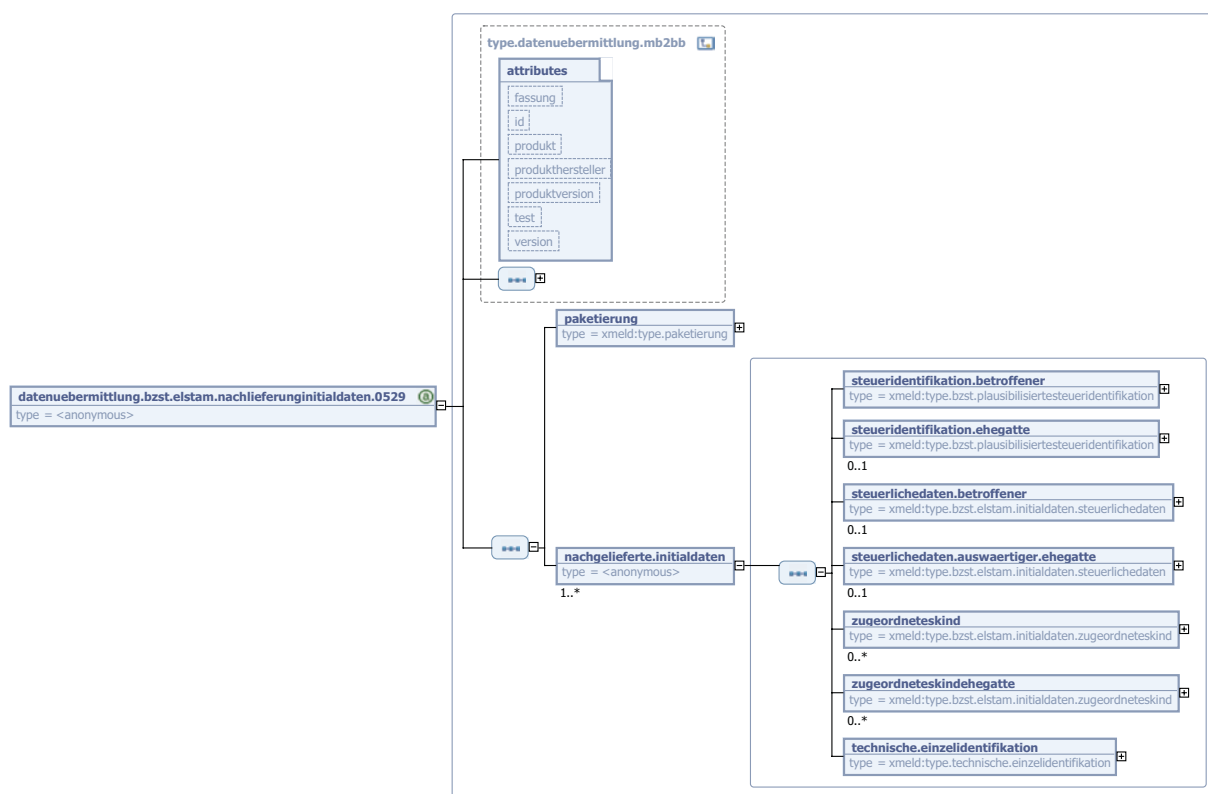 type.datenuebermittlung.mb2bb
attributes
fassung
id
produkt
produkthersteller
produktversion
test
version
paketierung
type = xmeld:type.paketierung
datenuebermittlung.bzst.elstam.nachlieferunginitialdaten.0529
type = <anonymous>
nachgelieferte.initialdaten
type = <anonymous>
1..*
steueridentifikation.betroffener
type = xmeld:type.bzst.plausibilisiertesteueridentifikation
steueridentifikation.ehegatte
type = xmeld:type.bzst.plausibilisiertesteueridentifikation
0..1
steuerlichedaten.betroffener
type = xmeld:type.bzst.elstam.initialdaten.steuerlichedaten
0..1
steuerlichedaten.auswaertiger.ehegatte
type = xmeld:type.bzst.elstam.initialdaten.steuerlichedaten
0..1
zugeordneteskind
type = xmeld:type.bzst.elstam.initialdaten.zugeordneteskind
0..*
zugeordneteskindehegatte
type = xmeld:type.bzst.elstam.initialdaten.zugeordneteskind
0..*
technische.einzelidentifikation
type = xmeld:type.technische.einzelidentifikation